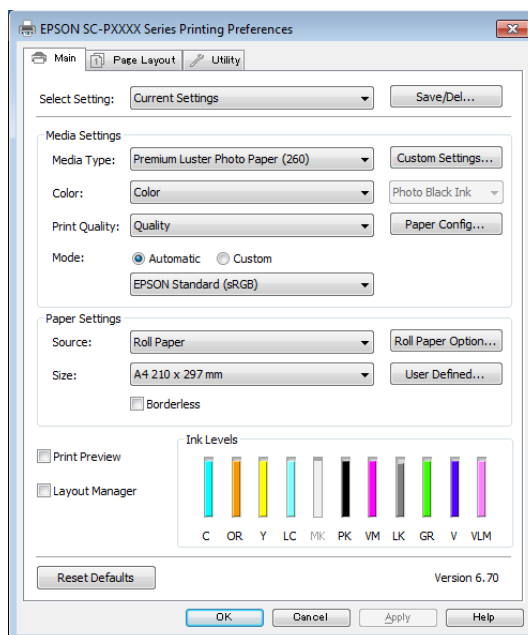 EPSON SC-PXXXX Series Printing Preferences
Main Page Layout Utility
Select Setting: Current Settings Save/Del...
Media Settings
Media Type: Premium Luster Photo Paper (260) Custom Settings...
Color: Color Photo Black Ink
Print Quality: Quality Paper Config...
Mode: Automatic Custom
EPSON Standard (sRGB)
Paper Settings
Source: Roll Paper Roll Paper Option...
Size: A4 210 x 297 mm User Defined...
Borderless
Ink Levels
Print Preview
Layout Manager
C OR Y LC MK PK VM LK GR V VLM
Reset Defaults Version 6.70
OK Cancel Apply Help